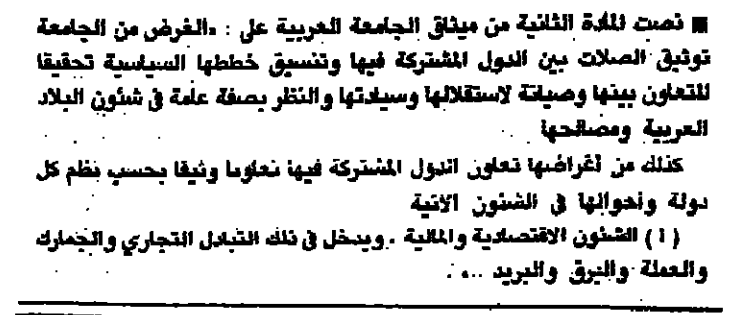 ■ نصت المادة الثانية من ميثاق الجامعة العربية على : «الغرض من الجامعة
توثيق الصلات بين الدول المشتركة فيها وتنسيق خططها السياسية تحقيقا
للتعاون بينها وصيانة لاستقلالها وسيادتها والنظر بصفة عامة في شئون البلاد
العربية ومصالحها
كذلك من أغراضها تعاون الدول المشتركة فيها تعاونا وثيقا بحسب نظم كل
دولة وأحوالها في الشئون الاتية
( أ ) الشئون الاقتصادية والمالية . ويدخل في ذلك التبادل التجاري والجمارك
والعملة والبرق والبريد ..» .